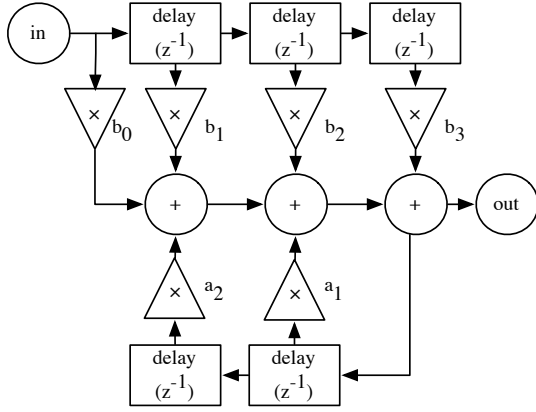 in
delay
(z-1)
delay
(z-1)
delay
(z-1)
×
b0
×
b1
×
b2
×
b3
+
+
+
out
×
a2
×
a1
delay
(z-1)
delay
(z-1)